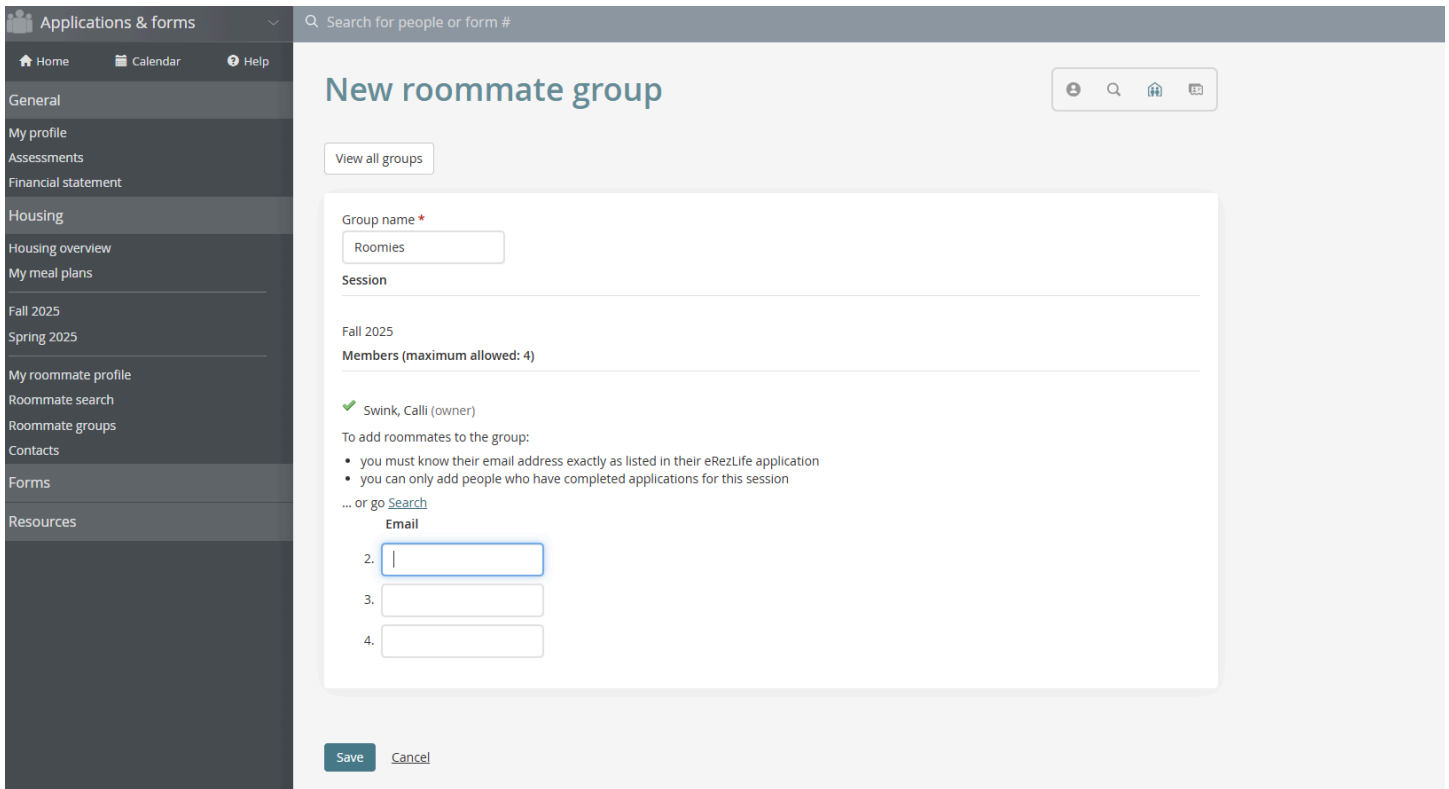 Applications & forms
Search for people or form #
Home Calendar Help
General
My profile
Assessments
Financial statement
Housing
Housing overview
My meal plans
Fall 2025
Spring 2025
My roommate profile
Roommate search
Roommate groups
Contacts
Forms
Resources
New roommate group
View all groups
Group name *
Roomies
Session
Fall 2025
Members (maximum allowed: 4)
Swink, Calli (owner)
To add roommates to the group:
• you must know their email address exactly as listed in their eRezLife application
• you can only add people who have completed applications for this session
... or go Search
Email
2.
3.
4.
Save Cancel